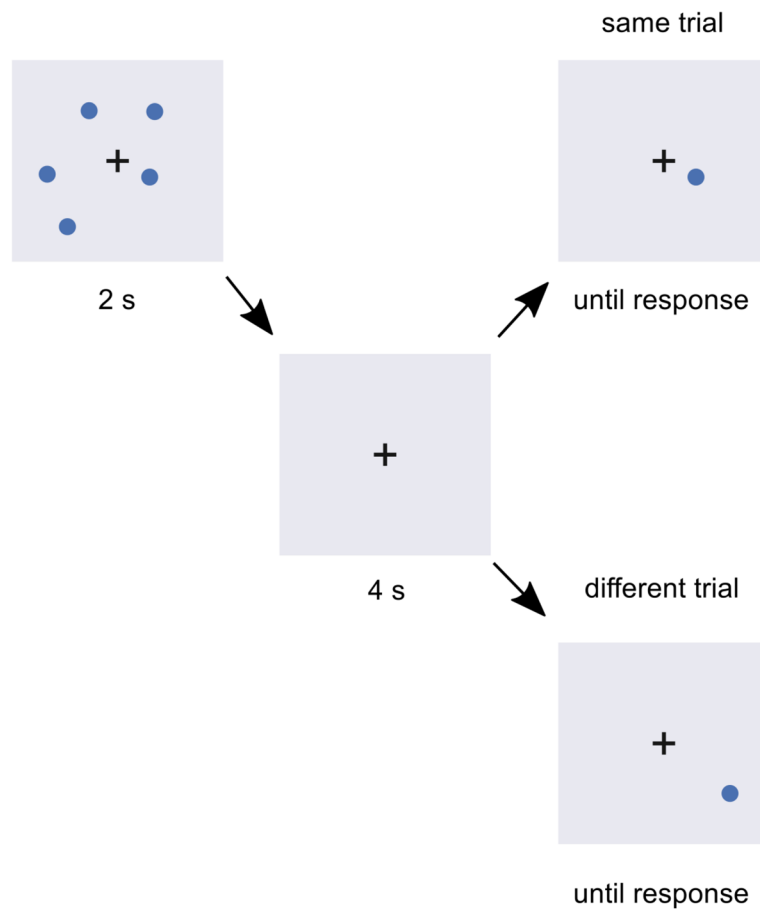 same trial
2 s
until response
4 s
different trial
until response